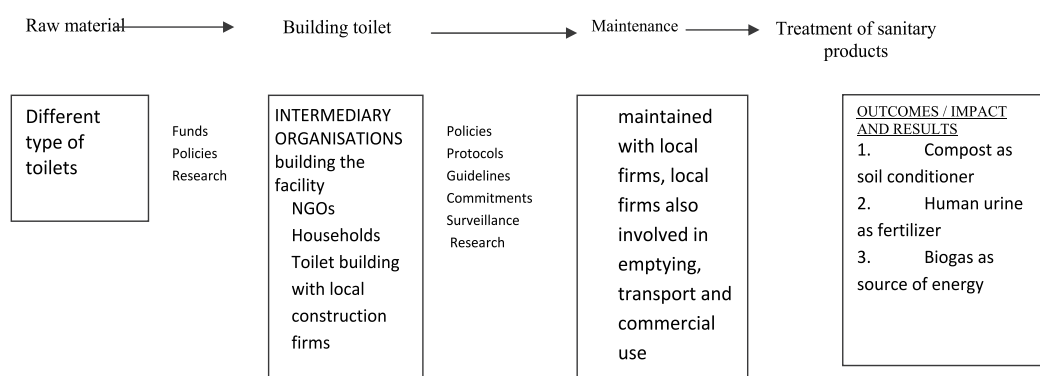 Raw material
Building toilet
Maintenance
Treatment of sanitary
products
Different
type of
toilets
Funds
Policies
Research
INTERMEDIARY
ORGANISATIONS
building the
facility
NGOs
Households
Toilet building
with local
construction
firms
Policies
Protocols
Guidelines
Commitments
Surveillance
Research
maintained
with local
firms, local
firms also
involved in
emptying,
transport and
commercial
use
OUTCOMES / IMPACT
AND RESULTS
1. Compost as
soil conditioner
2. Human urine
as fertilizer
3. Biogas as
source of energy